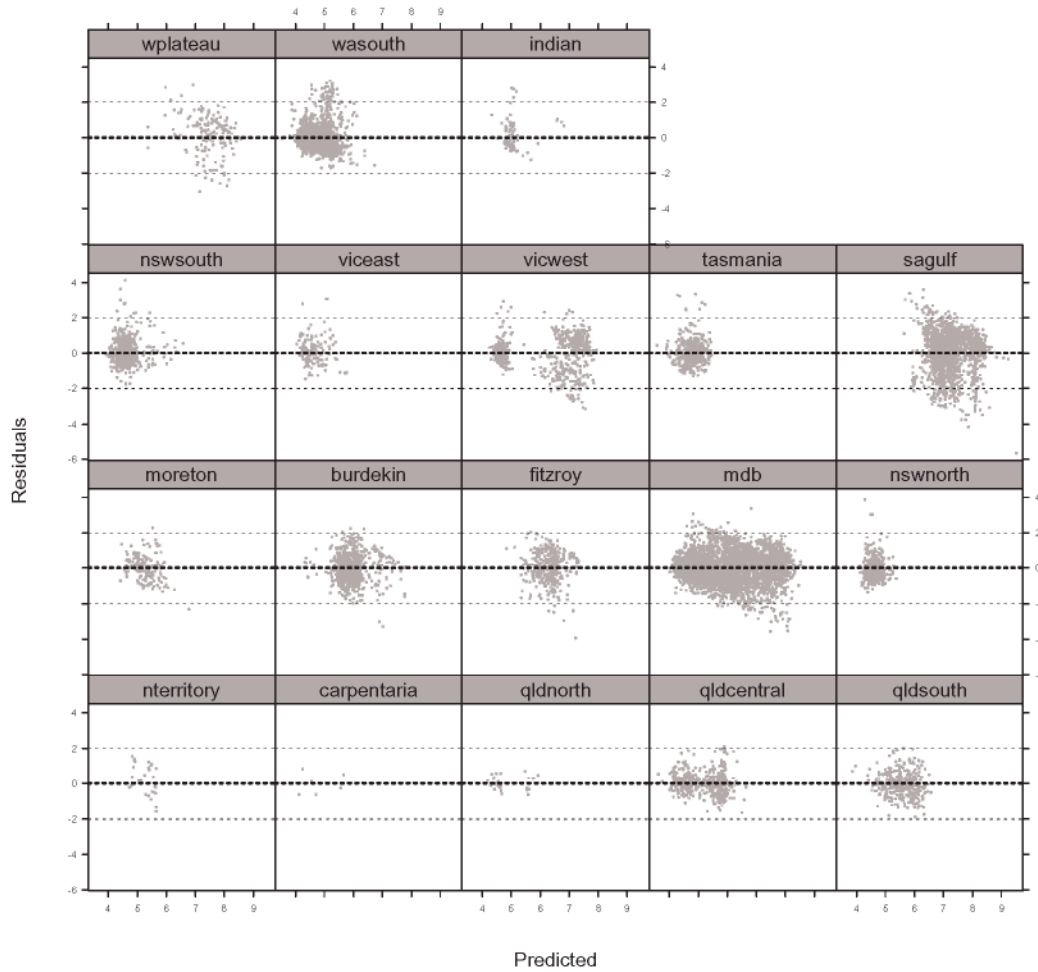 4 5 6 7 8 9
wplateau wasouth indian
4
2
0
-2
-4
-6
nswsouth viceast vicwest tasmania sagulf
4
2
0
-2
-4
-6
Residuals
moreton burdekin fitzroy mdb nswnorth
4
2
0
nterritory carpentaria qldnorth qldcentral qldsouth
4
2
0
-2
-4
-6
4 5 6 7 8 9 4 5 6 7 8 9 4 5 6 7 8 9
Predicted